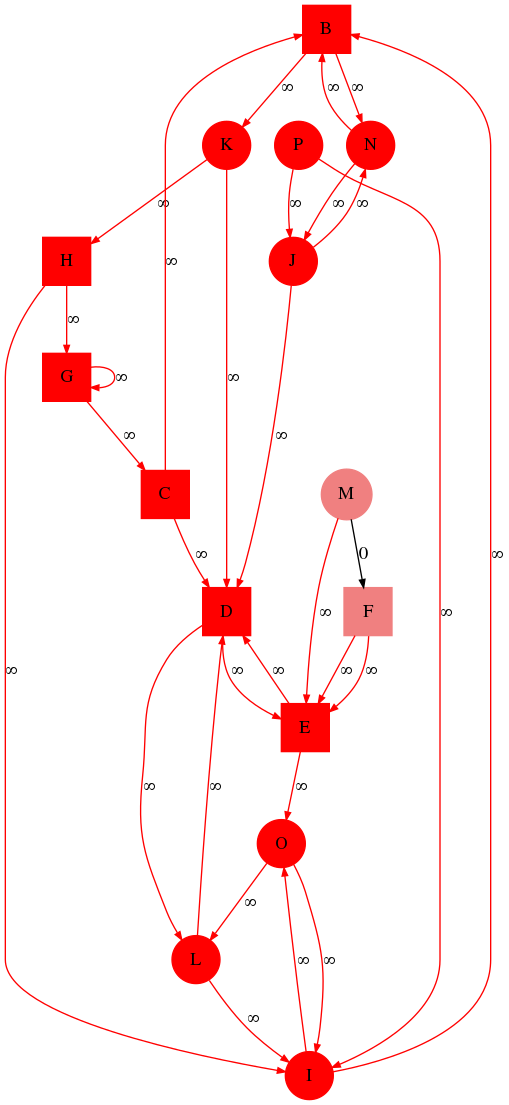 B
∞ ∞ ∞
K P N
∞ ∞ ∞ ∞
H ∞ J
∞
G ∞ ∞
∞ ∞
C M
∞ 0
D ∞ F ∞
∞ ∞ ∞ ∞ ∞
E
∞ ∞ ∞
O
∞
L ∞ ∞
∞
I